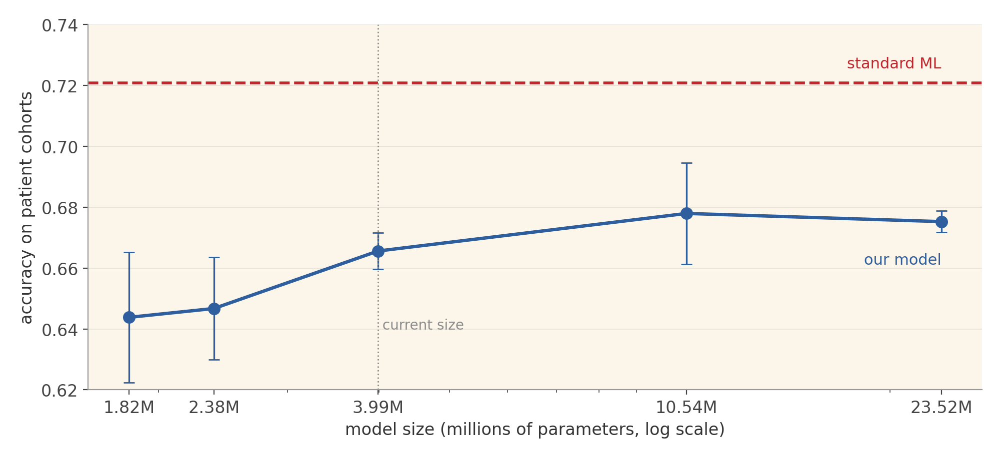 0.74
standard ML
0.72
0.70
0.68
our model
0.66
current size
0.64
0.62
accuracy on patient cohorts
1.82M 2.38M 3.99M 10.54M 23.52M
model size (millions of parameters, log scale)